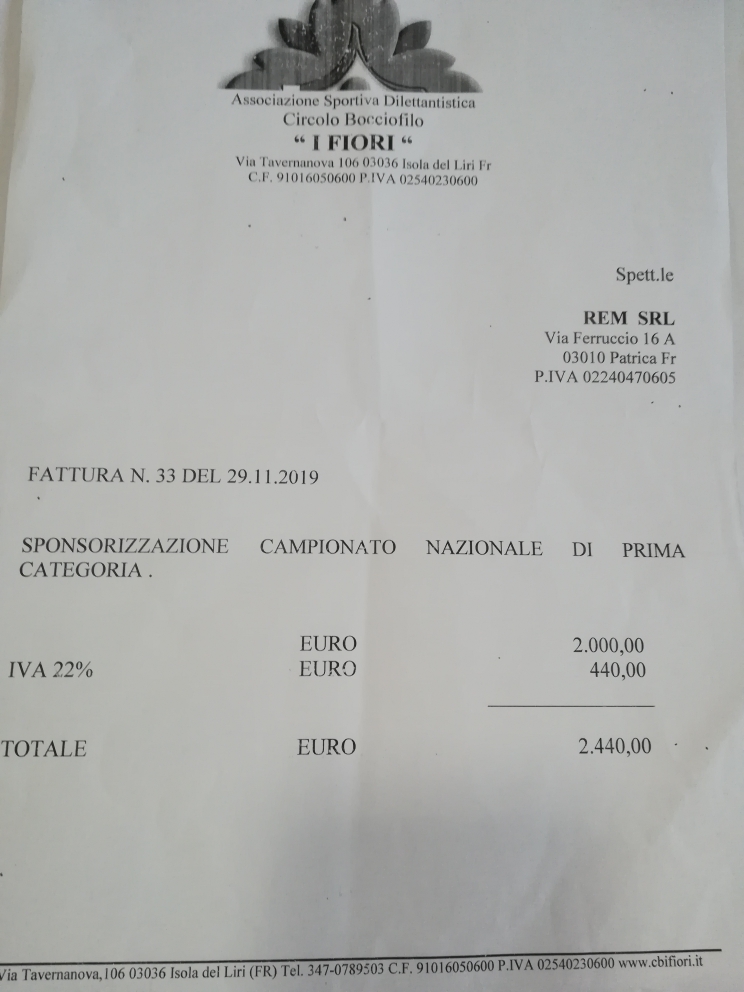 Associazione Sportiva Dilettantistica
Circolo Bocciofilo
“ I FIORI “
Via Tavernanova 106 03036 Isola del Liri Fr
C.F. 91016050600 P.IVA 02540230600
Spett.le
REM SRL
Via Ferruccio 16 A
03010 Patrica Fr
P.IVA 02240470605
FATTURA N. 33 DEL 29.11.2019
SPONSORIZZAZIONE CAMPIONATO NAZIONALE DI PRIMA
CATEGORIA .
EURO 2.000,00
IVA 22% EURO 440,00
TOTALE EURO 2.440,00
Via Tavernanova,106 03036 Isola del Liri (FR) Tel. 347-0789503 C.F. 91016050600 P.IVA 02540230600 www.cbifiori.it